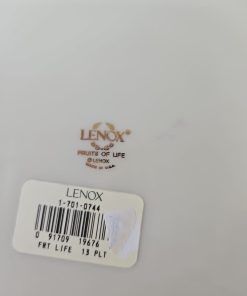 LENOX
FRUITS OF LIFE
© LENOX
MADE IN U.S.A.
LENOX
1-701-0744
0 91709 19676
FRT LIFE 13 PLT